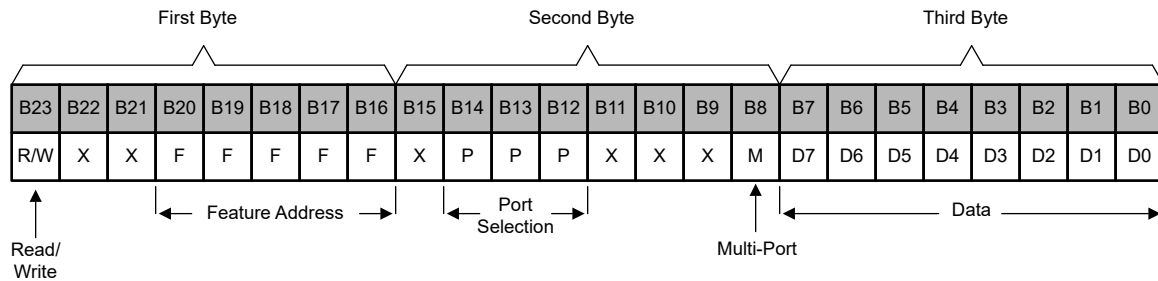 First Byte Second Byte Third Byte
B23 B22 B21 B20 B19 B18 B17 B16 B15 B14 B13 B12 B11 B10 B9 B8 B7 B6 B5 B4 B3 B2 B1 B0
R/W X X F F F F F X P P P X X X M D7 D6 D5 D4 D3 D2 D1 D0
Feature Address
Port
Selection
Data
Read/
Write
Multi-Port